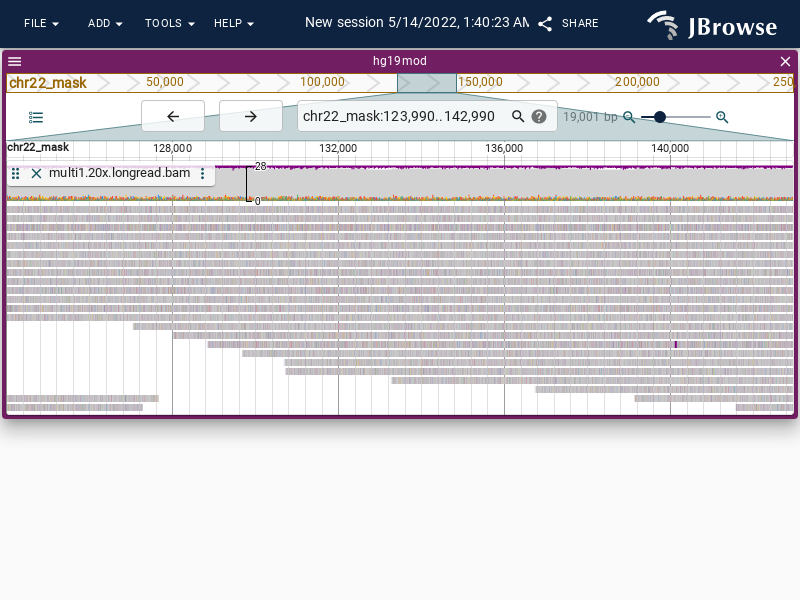 FILE ADD TOOLS HELP New session 5/14/2022, 1:40:23 AM SHARE JBrowse
hg19mod
chr22_mask 50,000 100,000 150,000 200,000 250
chr22_mask:123,990..142,990 19,001 bp
chr22_mask 128,000 132,000 136,000 140,000
multi1.20x.longread.bam 28
0